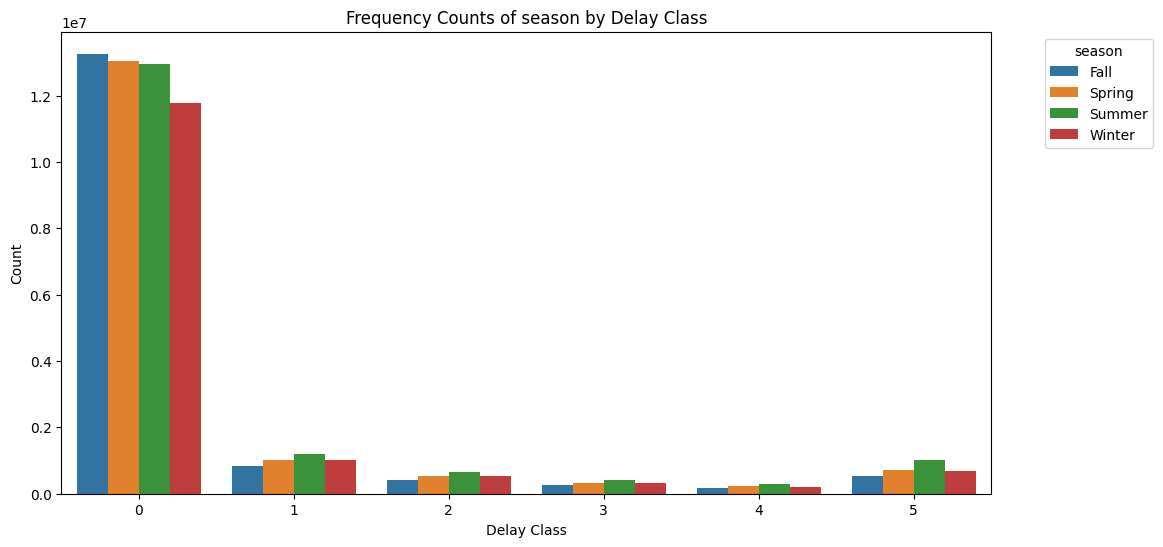 Frequency Counts of season by Delay Class
1e7
season
Fall
Spring
Summer
Winter
1.2
1.0
0.8
0.6
0.4
0.2
0.0
Count
0 1 2 3 4 5
Delay Class